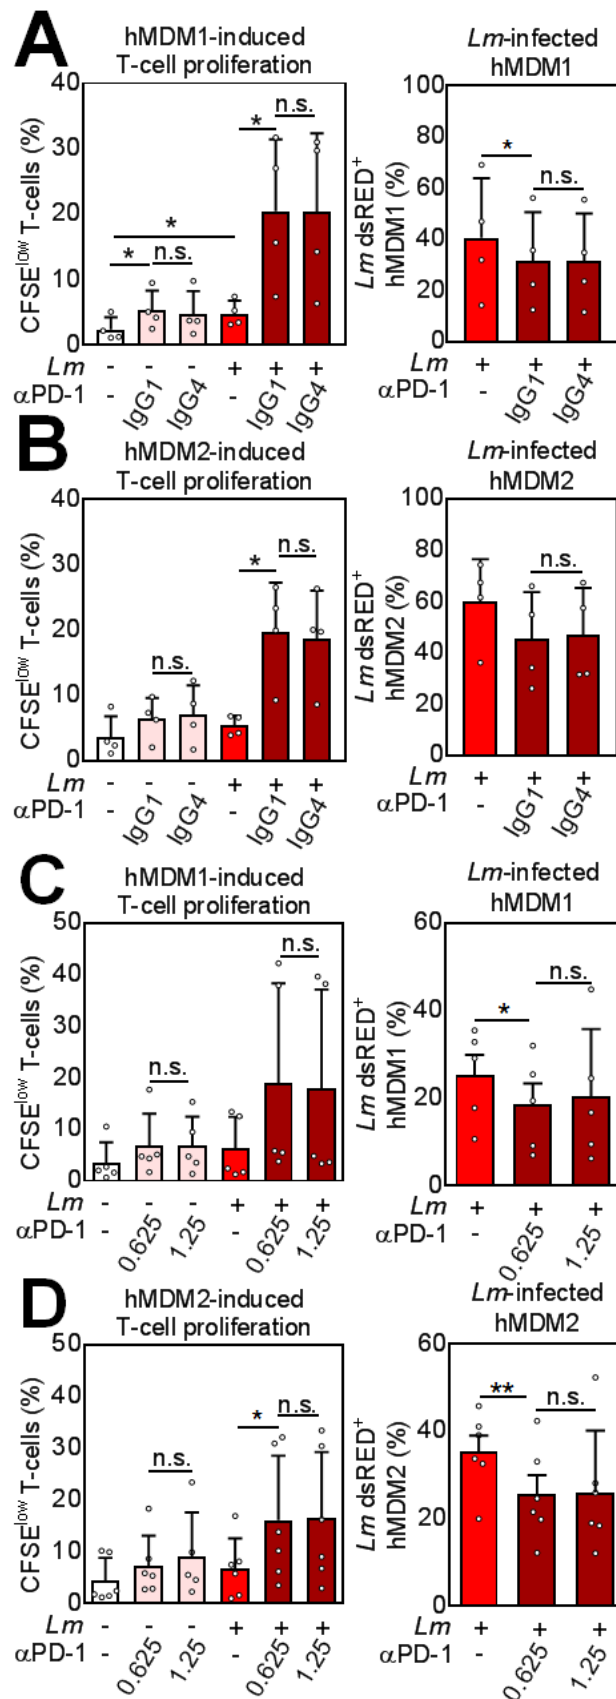 A
hMDM1-induced
T-cell proliferation
CFSElow T-cells (%)
40
30
20
10
0
*
n.s.
*
*
n.s.
Lm - - - + + +
αPD-1 - IgG1 IgG4 - IgG1 IgG4
Lm-infected
hMDM1
Lm dsRED+
hMDM1 (%)
100
80
60
40
20
0
*
n.s.
+ + +
- IgG1 IgG4
B
hMDM2-induced
T-cell proliferation
CFSElow T-cells (%)
40
30
20
10
0
n.s.
*
n.s.
Lm - - - + + +
αPD-1 - IgG1 IgG4 - IgG1 IgG4
Lm-infected
hMDM2
Lm dsRED+
hMDM2 (%)
100
80
60
40
20
0
n.s.
Lm + + +
αPD-1 - IgG1 IgG4
C
hMDM1-induced
T-cell proliferation
CFSElow T-cells (%)
50
40
30
20
10
0
n.s.
n.s.
Lm - - - + + +
αPD-1 - 0.625 1.25 - 0.625 1.25
Lm-infected
hMDM1
Lm dsRED+
hMDM1 (%)
60
40
20
0
*
n.s.
Lm + + +
αPD-1 - 0.625 1.25
D
hMDM2-induced
T-cell proliferation
CFSElow T-cells (%)
50
40
30
20
10
0
n.s.
*
n.s.
Lm - - - + + +
αPD-1 - 0.625 1.25 - 0.625 1.25
Lm-infected
hMDM2
Lm dsRED+
hMDM2 (%)
60
40
20
0
**
n.s.
Lm + + +
αPD-1 - 0.625 1.25